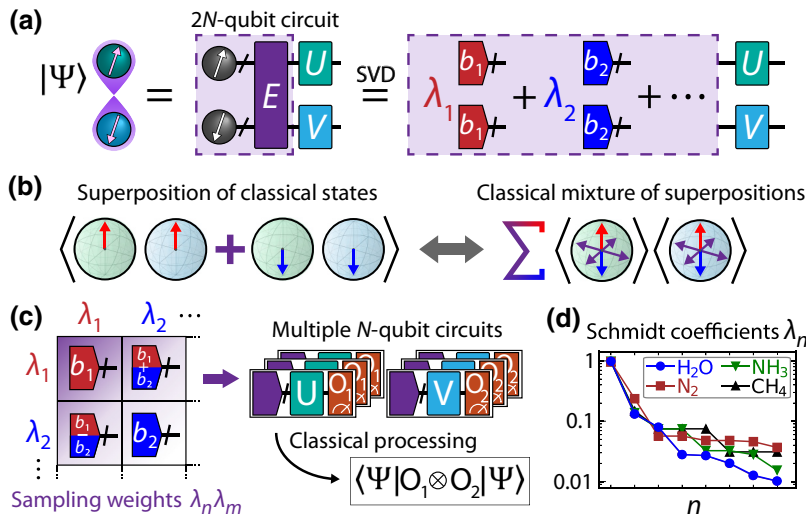 (a)
2N-qubit circuit
|Ψ⟩ = E U V SVD = λ₁ b₁ b₁ + λ₂ b₂ b₂ + ··· U V
(b)
Superposition of classical states
Classical mixture of superpositions
⟨ + ⟩ ∑ ⟨ ⟩ ⟨ ⟩
(c)
λ₁ λ₂ ···
λ₁ b₁ b₁ + b₂
λ₂ b₁ − b₂ b₂
⋮
Sampling weights λₙλₘ
Multiple N-qubit circuits
U O₁ V O₂
Classical processing
⟨Ψ|O₁⊗O₂|Ψ⟩
(d)
Schmidt coefficients λₙ
1
0.1
0.01
H₂O
NH₃
N₂
CH₄
n